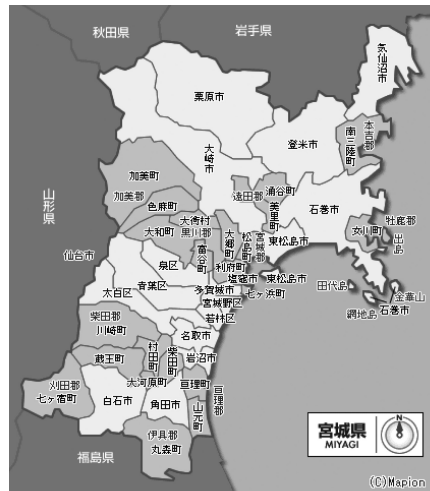 秋田県
岩手県
気仙沼市
栗原市
本吉郡
南三陸町
登米市
大崎市
加美町
加美郡
涌谷町
遠田郡
美里町
石巻市
色麻町
山形県
大衡村
黒川郡
大和町
大郷町
松島町
宮城郡
富谷町
東松島市
女川町
牡鹿郡
出島
仙台市
泉区
利府町
塩竈市
東松島市
青葉区
多賀城市
七ヶ浜町
田代島
金華山
太白区
宮城野区
網地島
石巻市
若林区
柴田郡
川崎町
名取市
村田町
柴田町
岩沼市
蔵王町
大河原町
亘理町
亘理郡
刈田郡
七ヶ宿町
白石市
角田市
山元町
伊具郡
丸森町
福島県
宮城県
MIYAGI
N
(C)Mapion